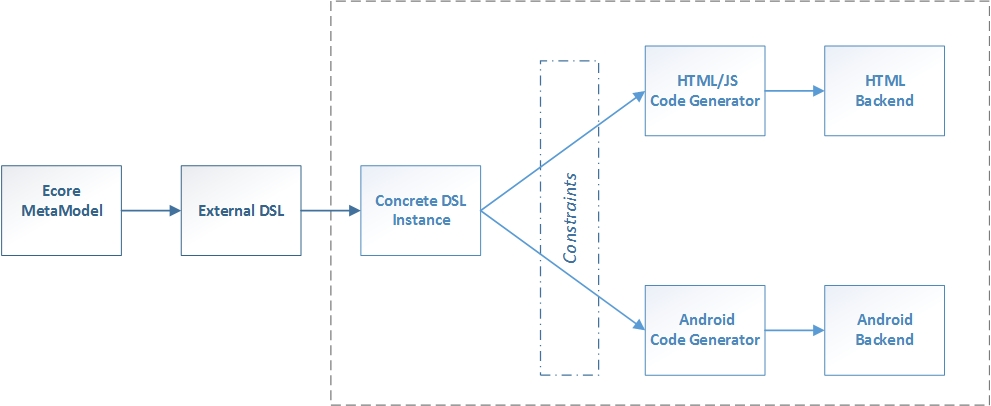 HTML/JS
Code Generator
HTML
Backend
Ecore
MetaModel
External DSL
Concrete DSL
Instance
Constraints
Android
Code Generator
Android
Backend